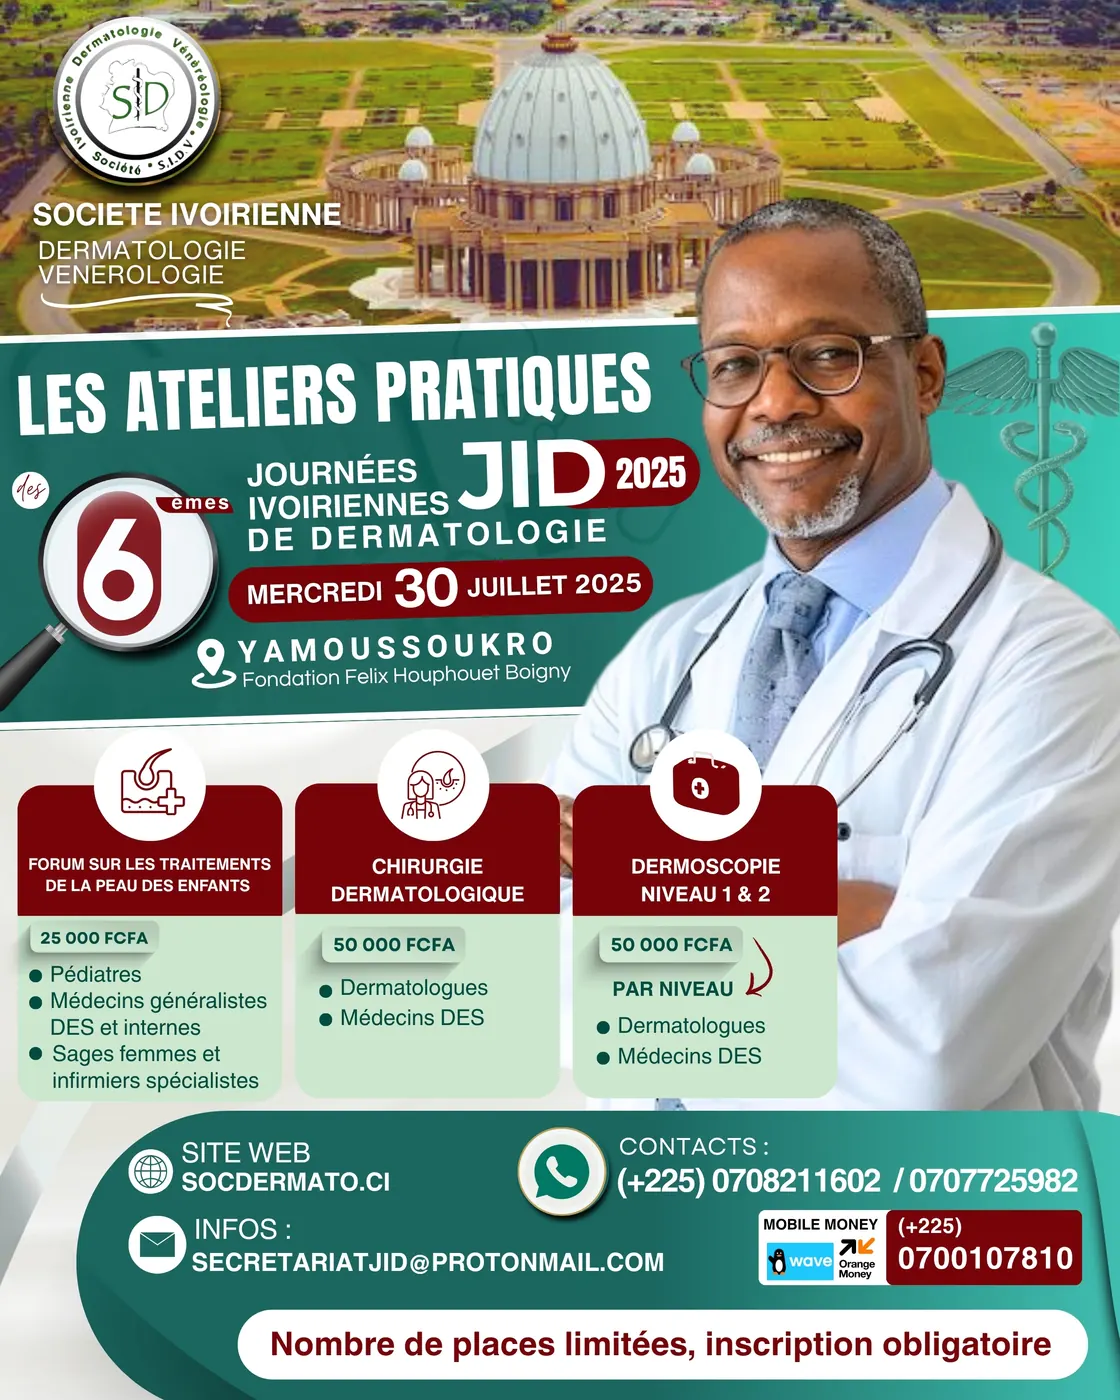 Société Ivoirienne Dermatologie Vénéréologie • S.I.D.V •
SID
SOCIETE IVOIRIENNE
DERMATOLOGIE
VENEROLOGIE
LES ATELIERS PRATIQUES
des
6 èmes
JOURNÉES
IVOIRIENNES
DE DERMATOLOGIE
JID 2025
MERCREDI 30 JUILLET 2025
YAMOUSSOUKRO
Fondation Felix Houphouet Boigny
FORUM SUR LES TRAITEMENTS
DE LA PEAU DES ENFANTS
25 000 FCFA
● Pédiatres
● Médecins généralistes
DES et internes
● Sages femmes et
infirmiers spécialistes
CHIRURGIE
DERMATOLOGIQUE
50 000 FCFA
● Dermatologues
● Médecins DES
DERMOSCOPIE
NIVEAU 1 & 2
50 000 FCFA
PAR NIVEAU
● Dermatologues
● Médecins DES
SITE WEB
SOCDERMATO.CI
INFOS :
SECRETARIATJID@PROTONMAIL.COM
CONTACTS :
(+225) 0708211602 / 0707725982
MOBILE MONEY
wave
Orange
Money
(+225)
0700107810
Nombre de places limitées, inscription obligatoire